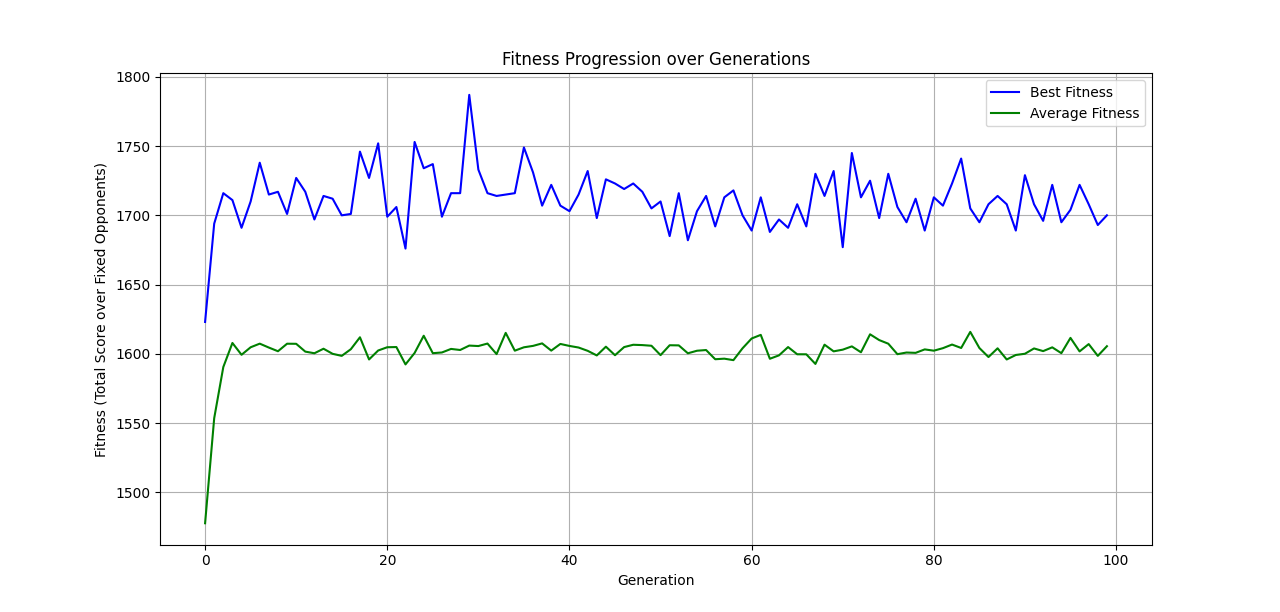 Fitness Progression over Generations
Best Fitness
Average Fitness
Fitness (Total Score over Fixed Opponents)
1800
1750
1700
1650
1600
1550
1500
0 20 40 60 80 100
Generation